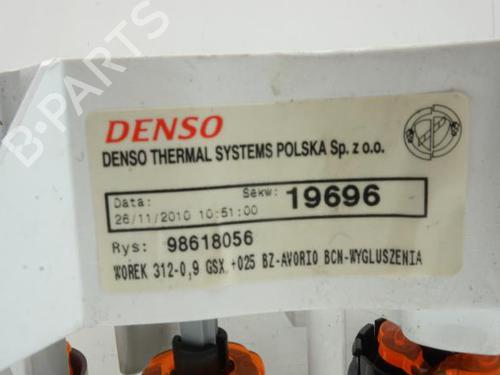 B-PARTS
DENSO
DENSO THERMAL SYSTEMS POLSKA Sp. z o.o.
Data: Sekw: 19696
26/11/2010 10:51:00
Rys: 98618056
WOREK 312-0,9 GSX +025 BZ-AVORIO BCN-WYGLUSZENIA